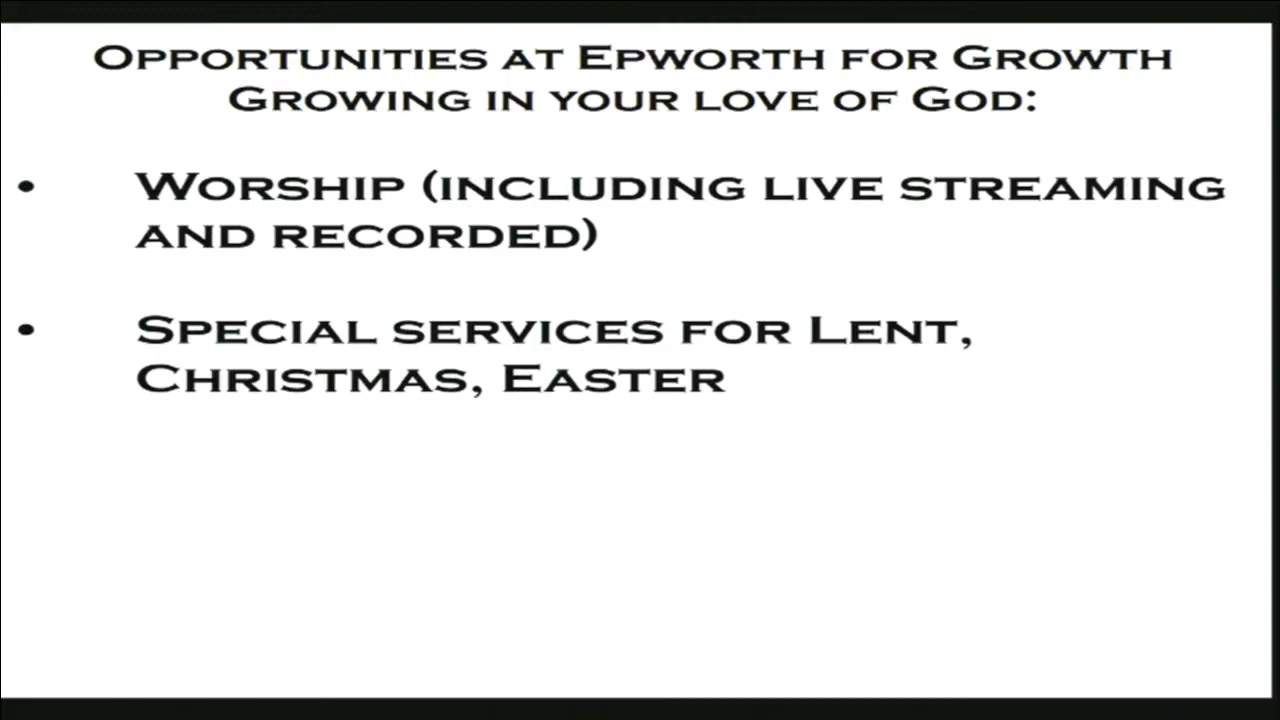 Opportunities at Epworth for Growth
Growing in your love of God:
• Worship (including live streaming
and recorded)
• Special services for Lent,
Christmas, Easter